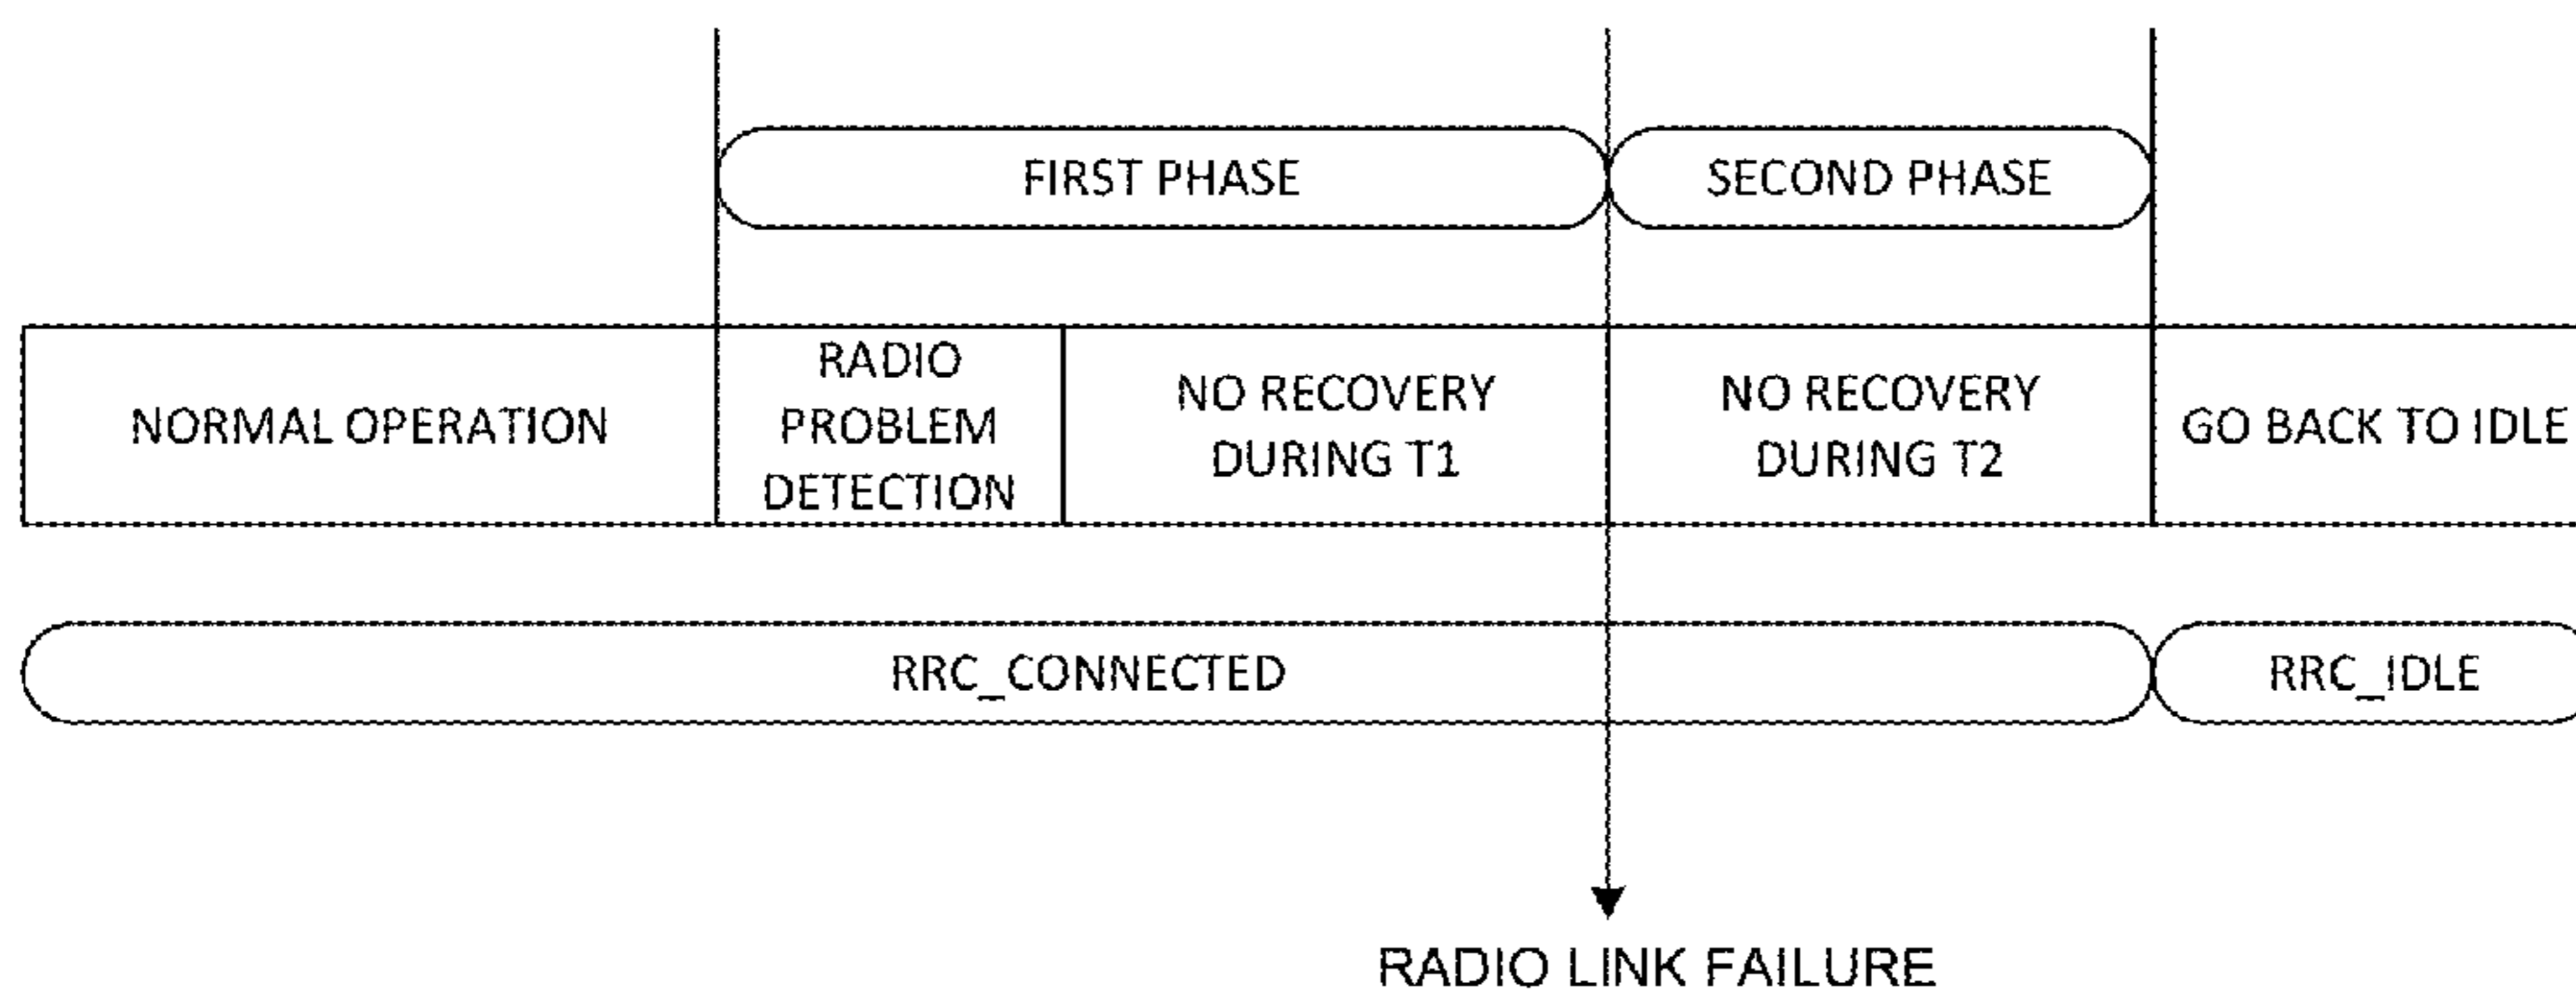 FIRST PHASE
SECOND PHASE
NORMAL OPERATION
RADIO
PROBLEM
DETECTION
NO RECOVERY
DURING T1
NO RECOVERY
DURING T2
GO BACK TO IDLE
RRC_CONNECTED
RRC_IDLE
RADIO LINK FAILURE